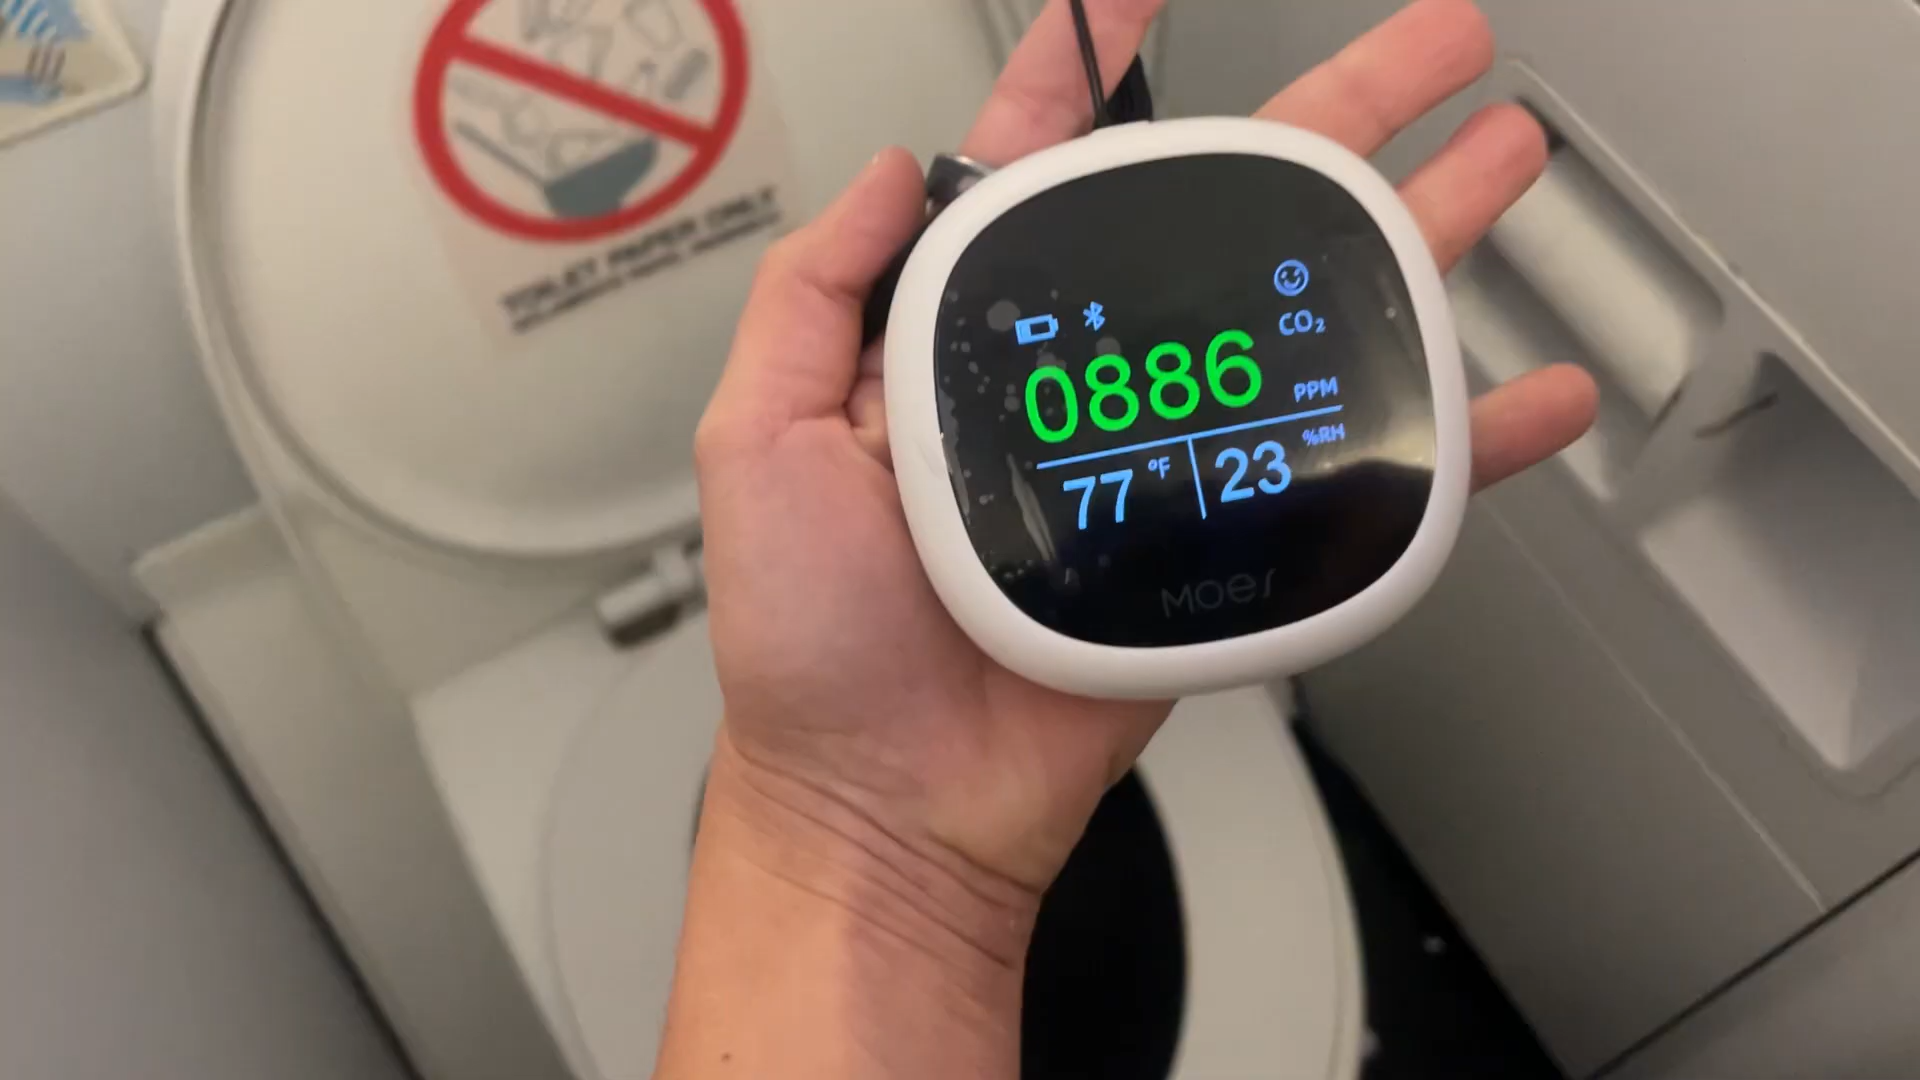 TOILET PAPER ONLY
CO₂
0886
PPM
77 °F
23 %RH
MOES